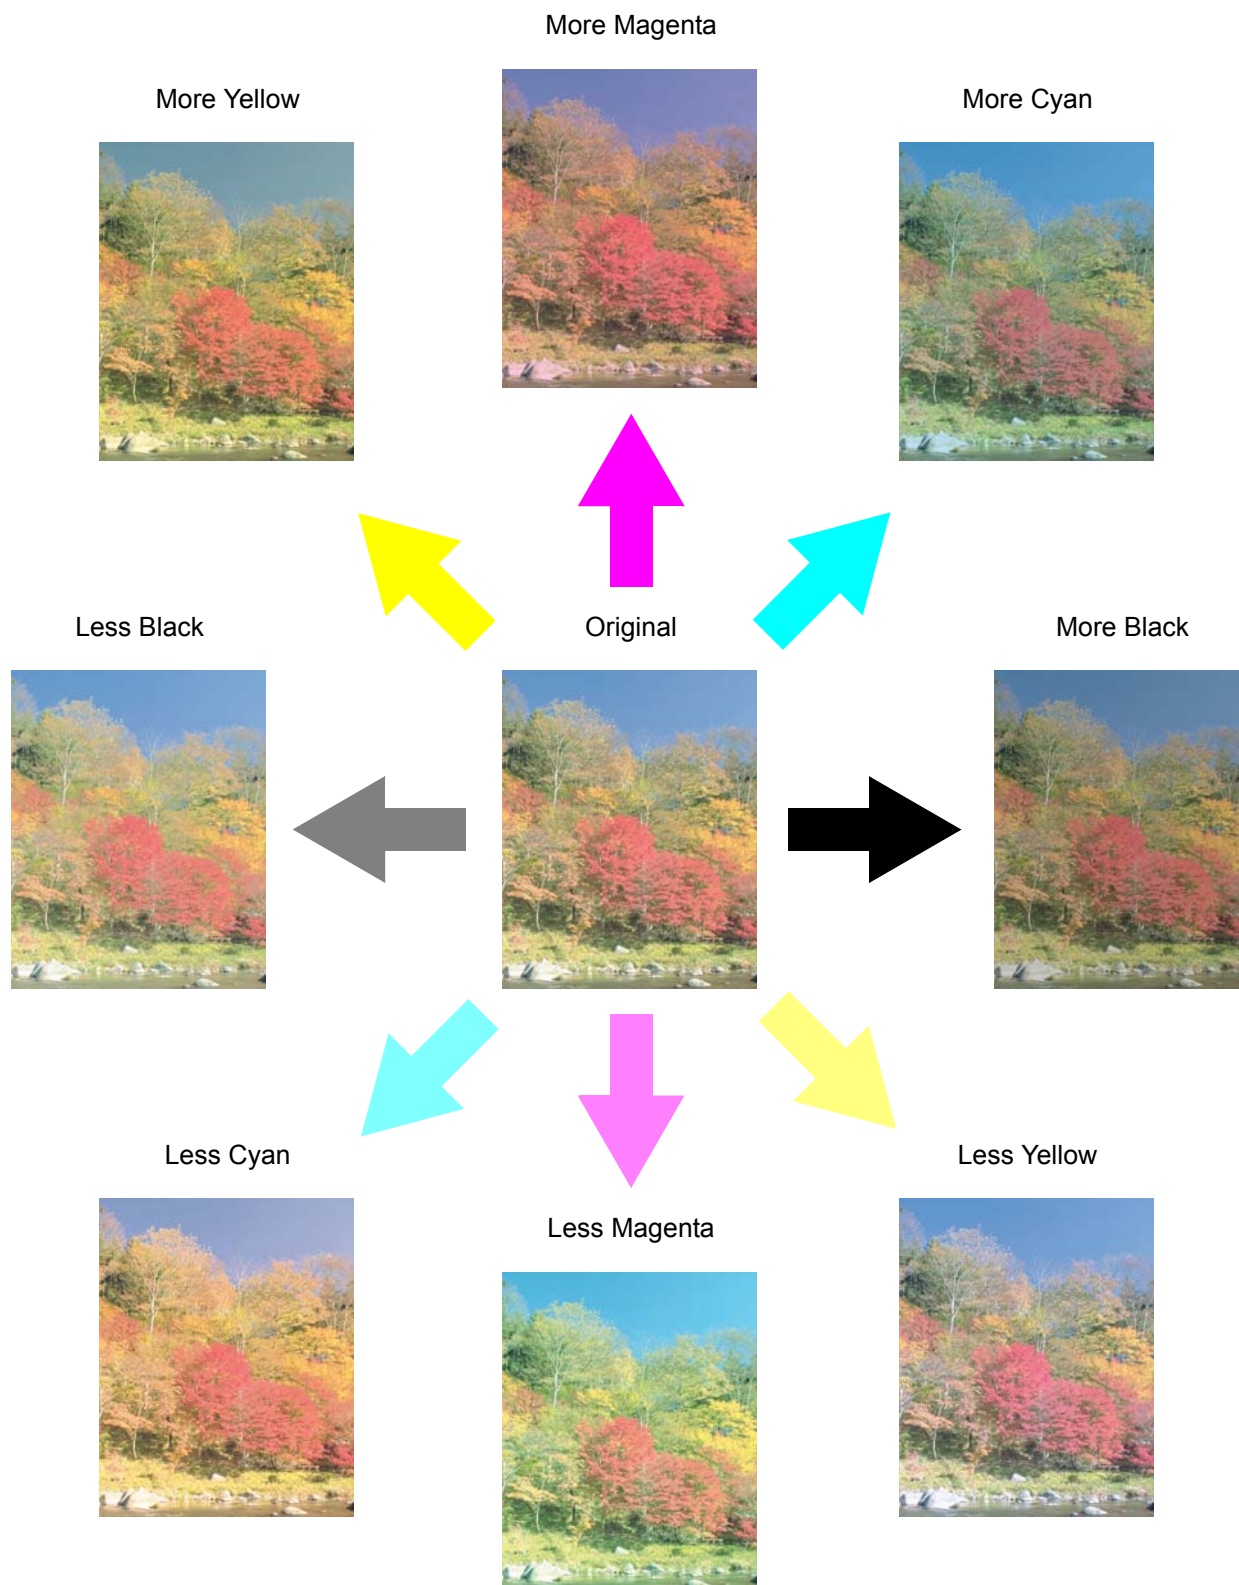 More Magenta
More Yellow
More Cyan
Less Black
Original
More Black
Less Cyan
Less Yellow
Less Magenta